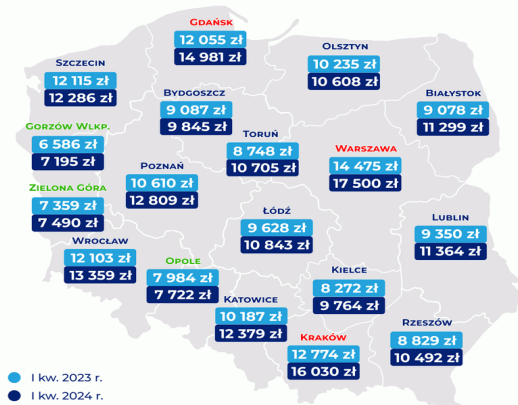 Gdańsk
12 055 zł
14 981 zł
Olsztyn
10 235 zł
10 608 zł
Szczecin
12 115 zł
12 286 zł
Bydgoszcz
9 087 zł
9 845 zł
Białystok
9 078 zł
11 299 zł
Gorzów Wlkp.
6 586 zł
7 195 zł
Toruń
8 748 zł
10 705 zł
Warszawa
14 475 zł
17 500 zł
Poznań
10 610 zł
12 809 zł
Zielona Góra
7 359 zł
7 490 zł
Łódź
9 628 zł
10 843 zł
Lublin
9 350 zł
11 364 zł
Wrocław
12 103 zł
13 359 zł
Opole
7 984 zł
7 722 zł
Kielce
8 272 zł
9 764 zł
Katowice
10 187 zł
12 379 zł
Kraków
12 774 zł
16 030 zł
Rzeszów
8 829 zł
10 492 zł
I kw. 2023 r.
I kw. 2024 r.